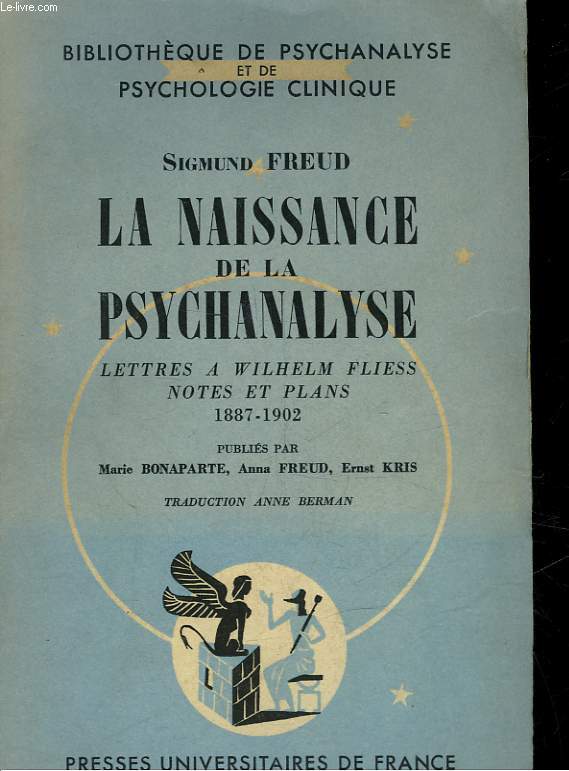 Le-livre.com
BIBLIOTHÈQUE DE PSYCHANALYSE
ET DE
PSYCHOLOGIE CLINIQUE
SIGMUND FREUD
LA NAISSANCE
DE LA
PSYCHANALYSE
LETTRES A WILHELM FLIESS
NOTES ET PLANS
1887-1902
PUBLIÉS PAR
Marie BONAPARTE, Anna FREUD, Ernst KRIS
TRADUCTION ANNE BERMAN
PRESSES UNIVERSITAIRES DE FRANCE